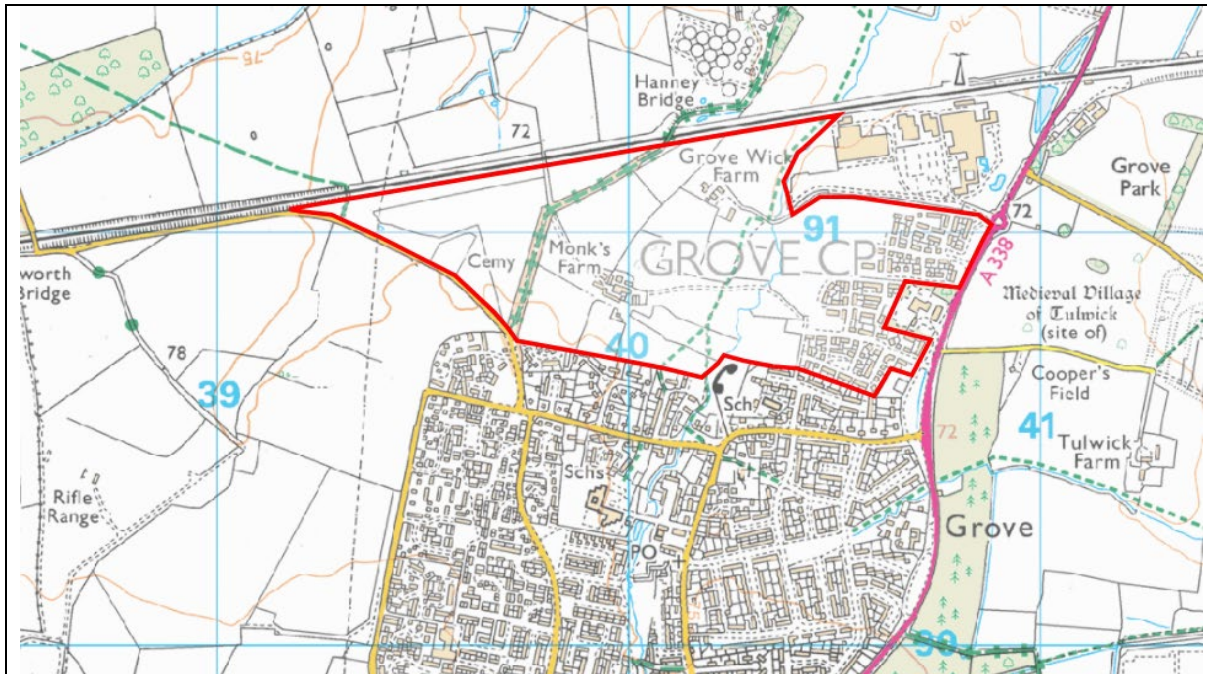 75
70
Hanney
Bridge
72
Grove Wick
Farm
Grove
Park
72
91
A 338
GROVE CP
Cemy
Monk's
Farm
worth
Bridge
Medieval Village
of Tulwick
(site of)
78
40
39
Cooper's
Field
41
Sch
72
Tulwick
Farm
Schs
Rifle
Range
Grove
PO
90